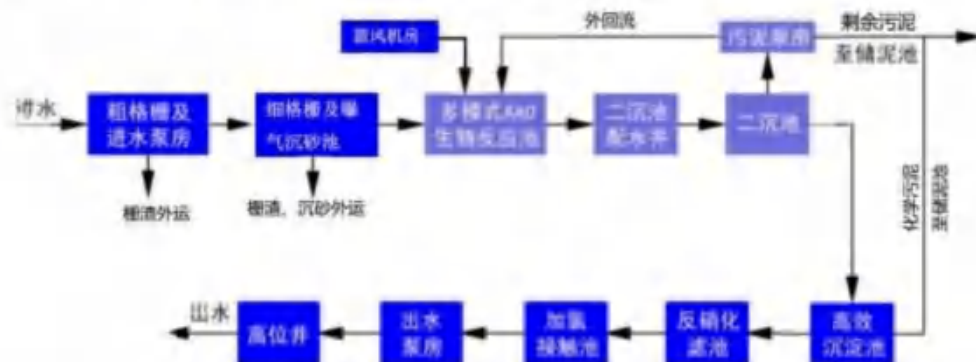 鼓风机房
外回流
污泥泵房
剩余污泥
至储泥池
进水
粗格栅及
进水泵房
细格栅及曝
气沉砂池
多模式AAO
生物反应池
二沉池
配水井
二沉池
栅渣外运
栅渣、沉砂外运
化学污泥
至储泥池
出水
高位井
出水
泵房
加氯
接触池
反硝化
滤池
高效
沉淀池